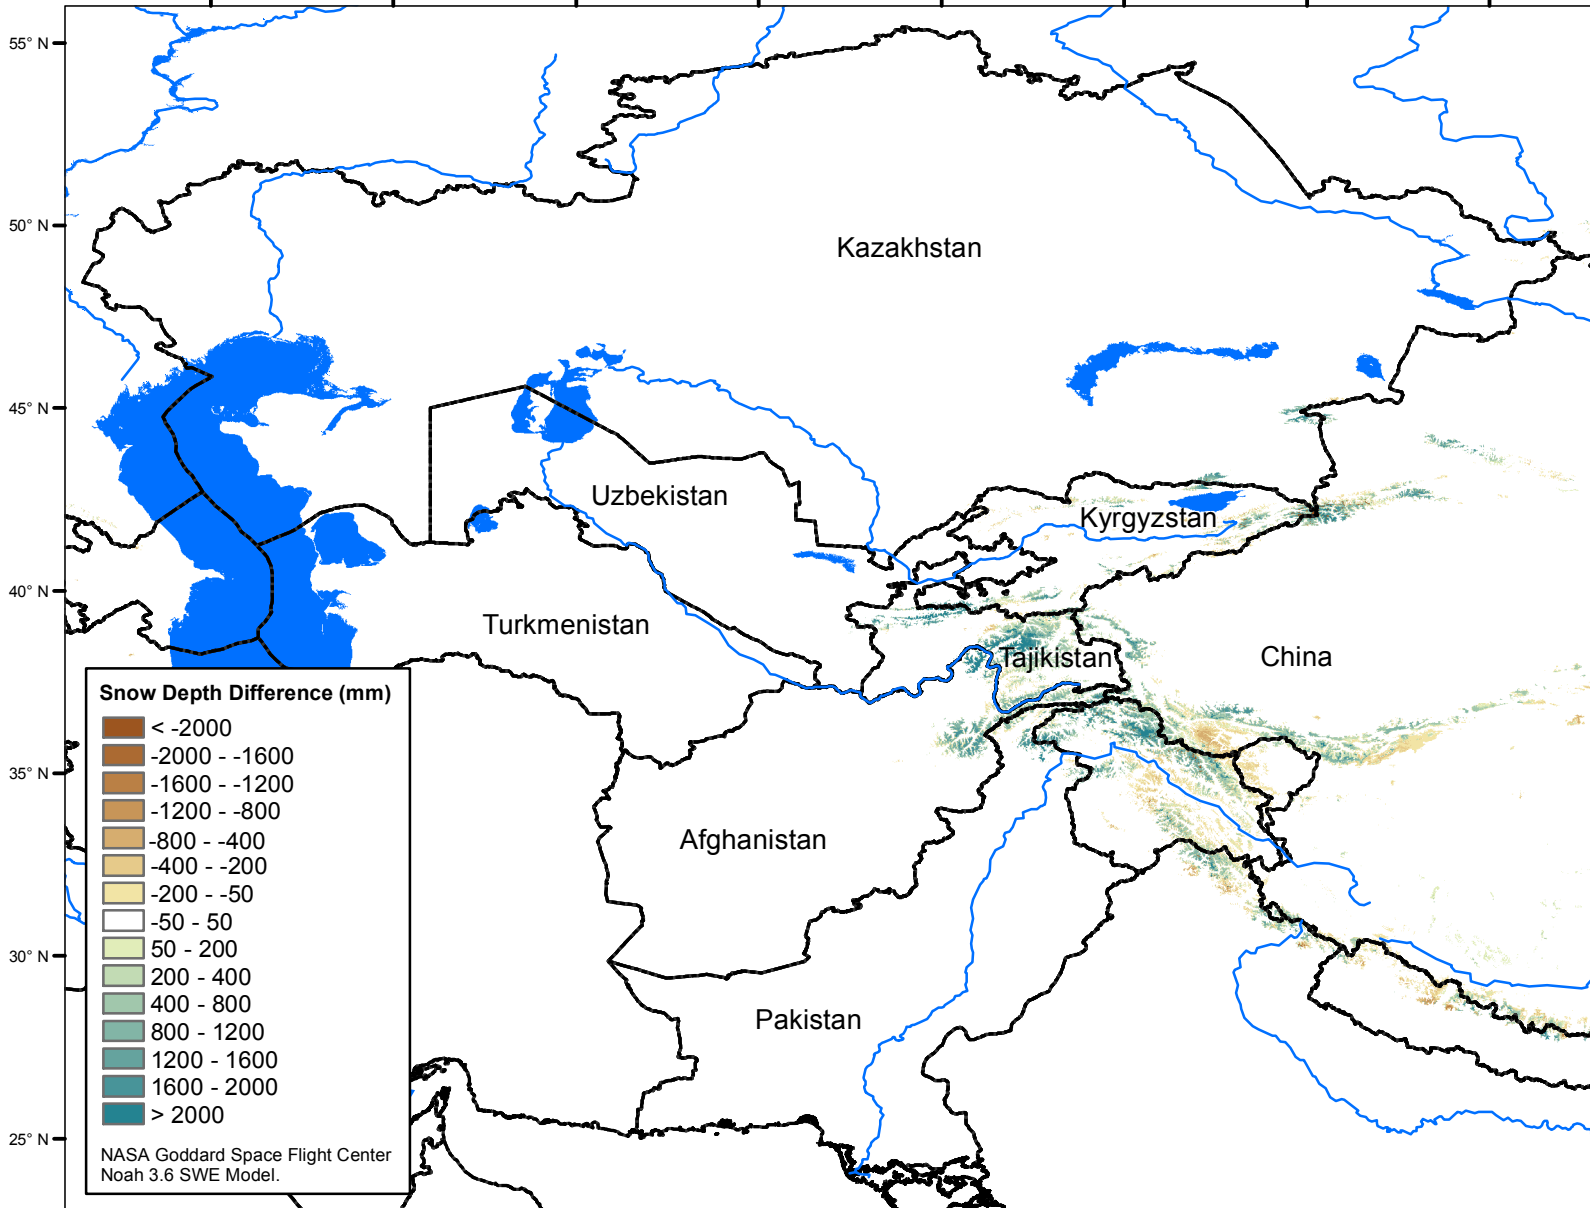 55° N
50° N
45° N
40° N
35° N
30° N
25° N
Kazakhstan
Uzbekistan
Kyrgyzstan
Turkmenistan
Tajikistan
China
Afghanistan
Pakistan
Snow Depth Difference (mm)
< -2000
-2000 - -1600
-1600 - -1200
-1200 - -800
-800 - -400
-400 - -200
-200 - -50
-50 - 50
50 - 200
200 - 400
400 - 800
800 - 1200
1200 - 1600
1600 - 2000
> 2000
NASA Goddard Space Flight Center
Noah 3.6 SWE Model.